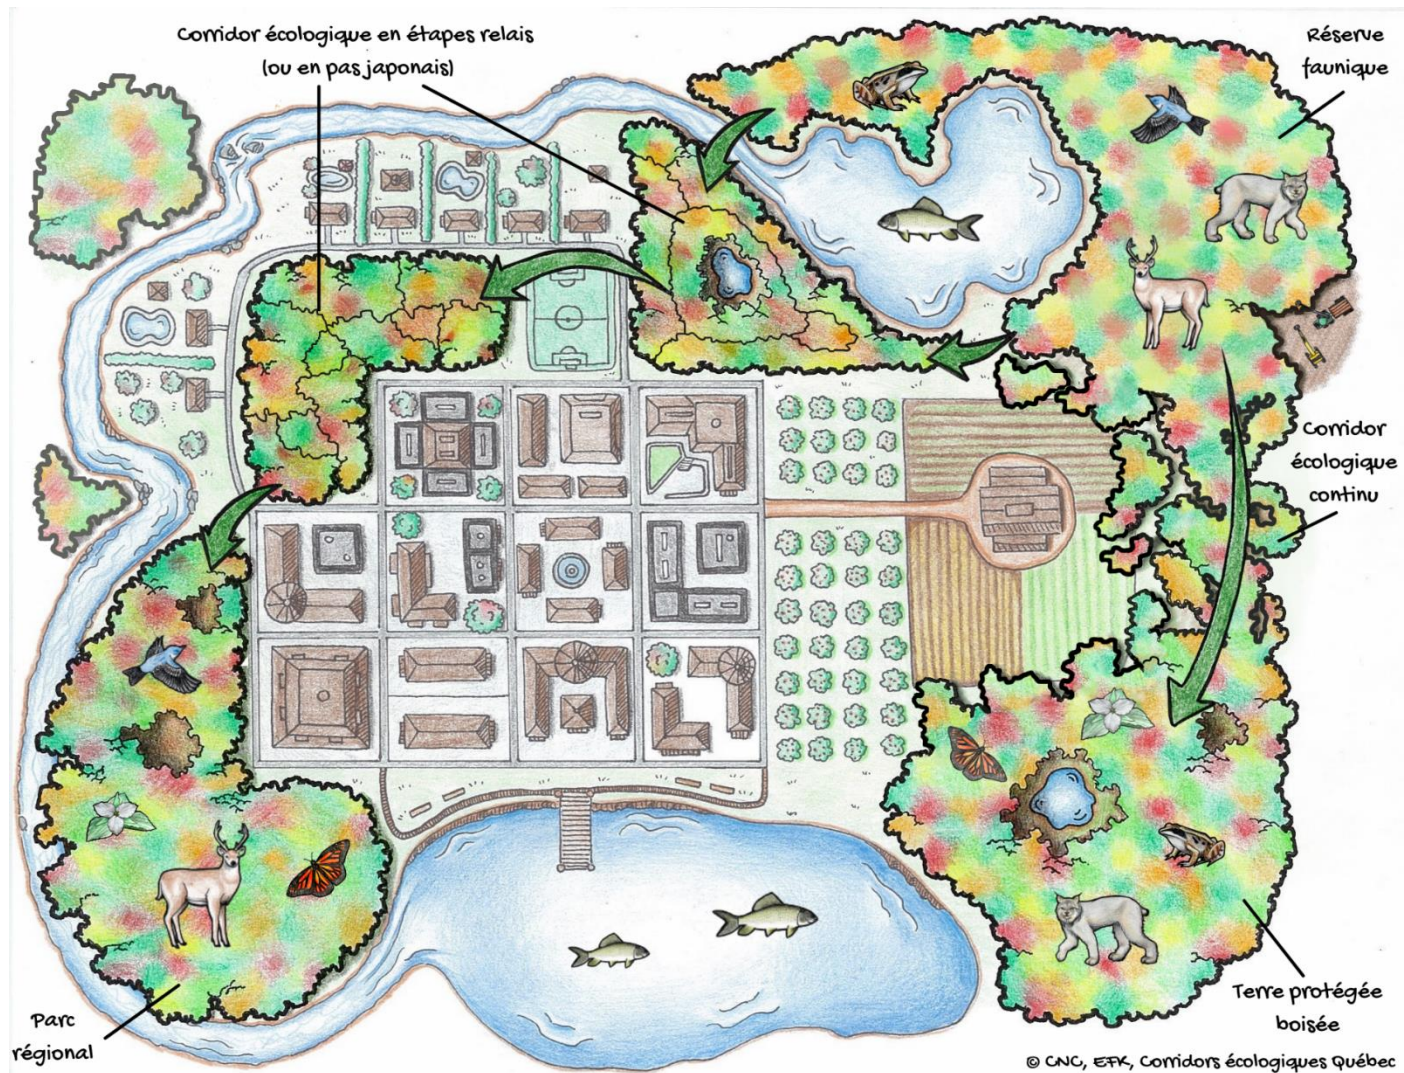 Corridor écologique en étapes relais
(ou en pas japonais)
Réserve
faunique
Corridor
écologique
continu
Terre protégée
boisée
Parc
régional
© CNC, EFK, Corridors écologiques Québec